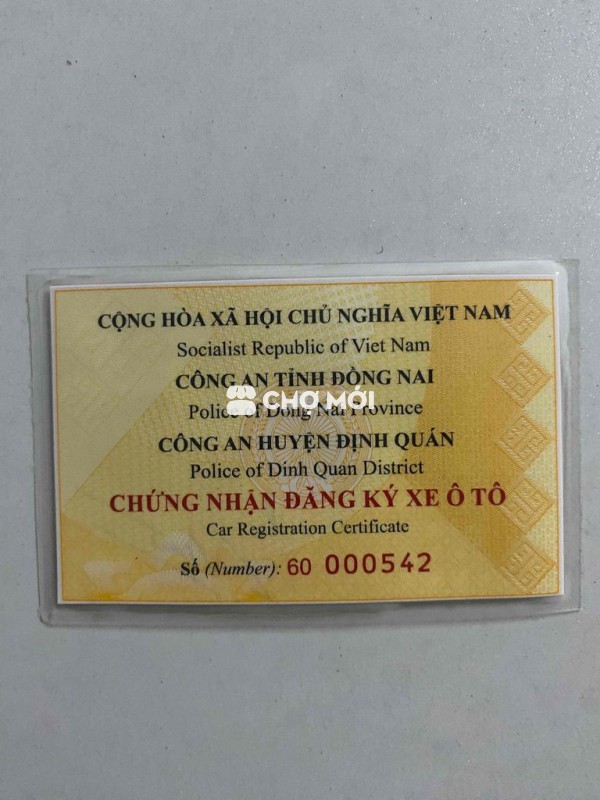 CỘNG HÒA XÃ HỘI CHỦ NGHĨA VIỆT NAM
Socialist Republic of Viet Nam
CÔNG AN TỈNH ĐỒNG NAI
CHỢ MỚI
Police of Dong Nai Province
CÔNG AN HUYỆN ĐỊNH QUÁN
Police of Dinh Quan District
CHỨNG NHẬN ĐĂNG KÝ XE Ô TÔ
Car Registration Certificate
Số (Number): 60 000542